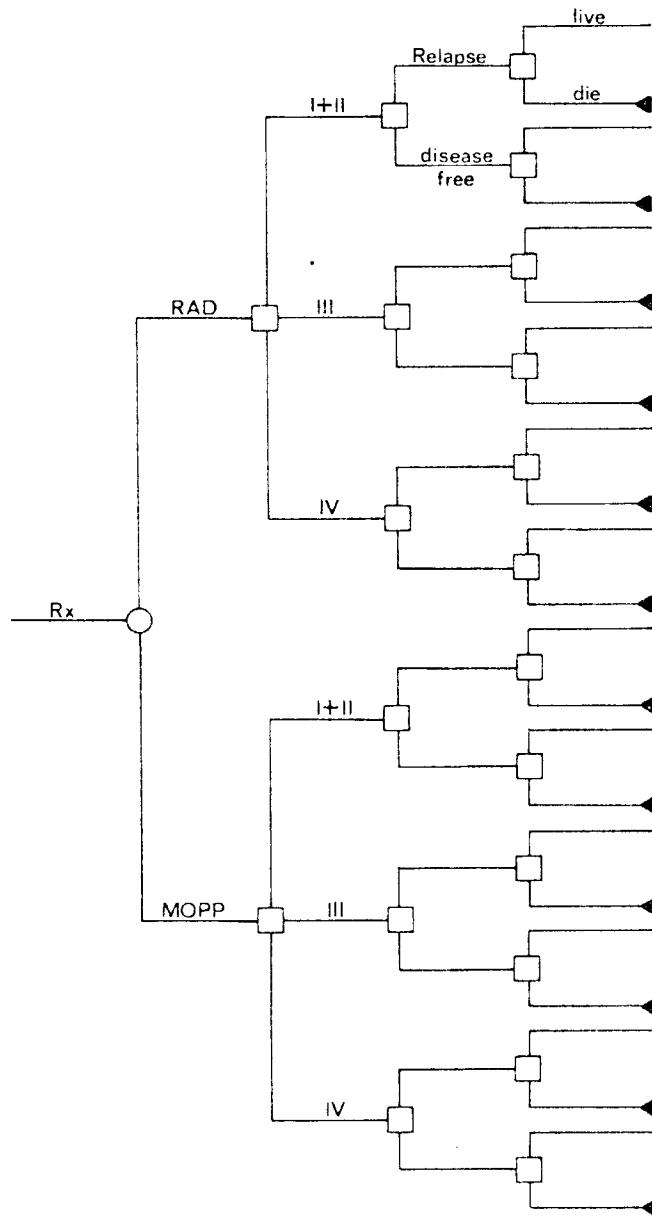 live
Relapse
I+II
die
disease
free
RAD
III
IV
Rx
I+II
MOPP
III
IV